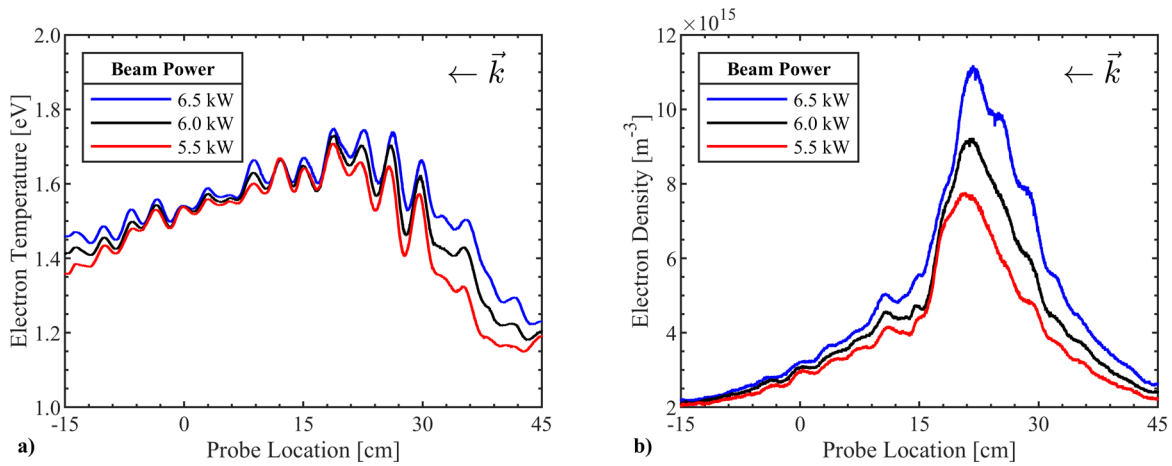 2.0
1.8
1.6
1.4
1.2
1.0
Electron Temperature [eV]
Beam Power
6.5 kW
6.0 kW
5.5 kW
← k⃗
-15
0
15
30
45
Probe Location [cm]
a)
×10¹⁵
12
10
8
6
4
2
Electron Density [m⁻³]
Beam Power
6.5 kW
6.0 kW
5.5 kW
← k⃗
-15
0
15
30
45
Probe Location [cm]
b)